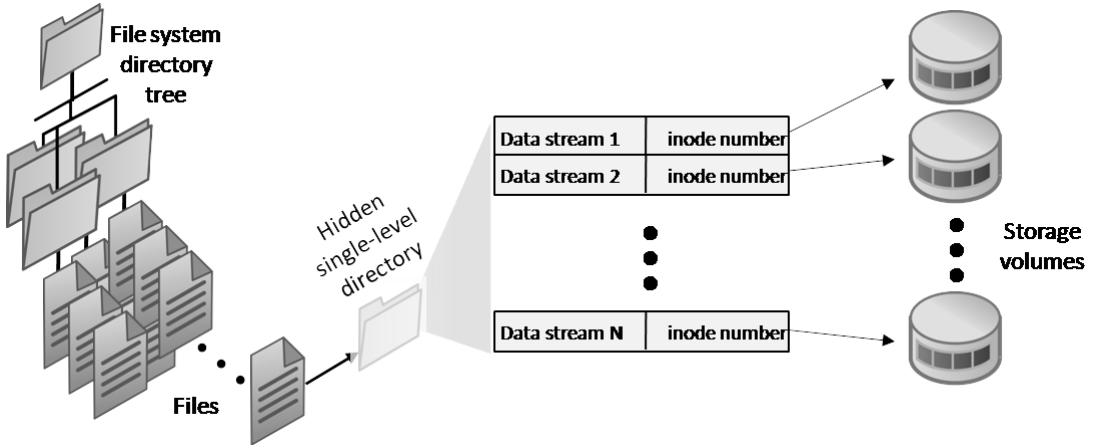 File system
directory
tree
Files
Hidden
single-level
directory
Data stream 1 inode number
Data stream 2 inode number
Data stream N inode number
Storage
volumes